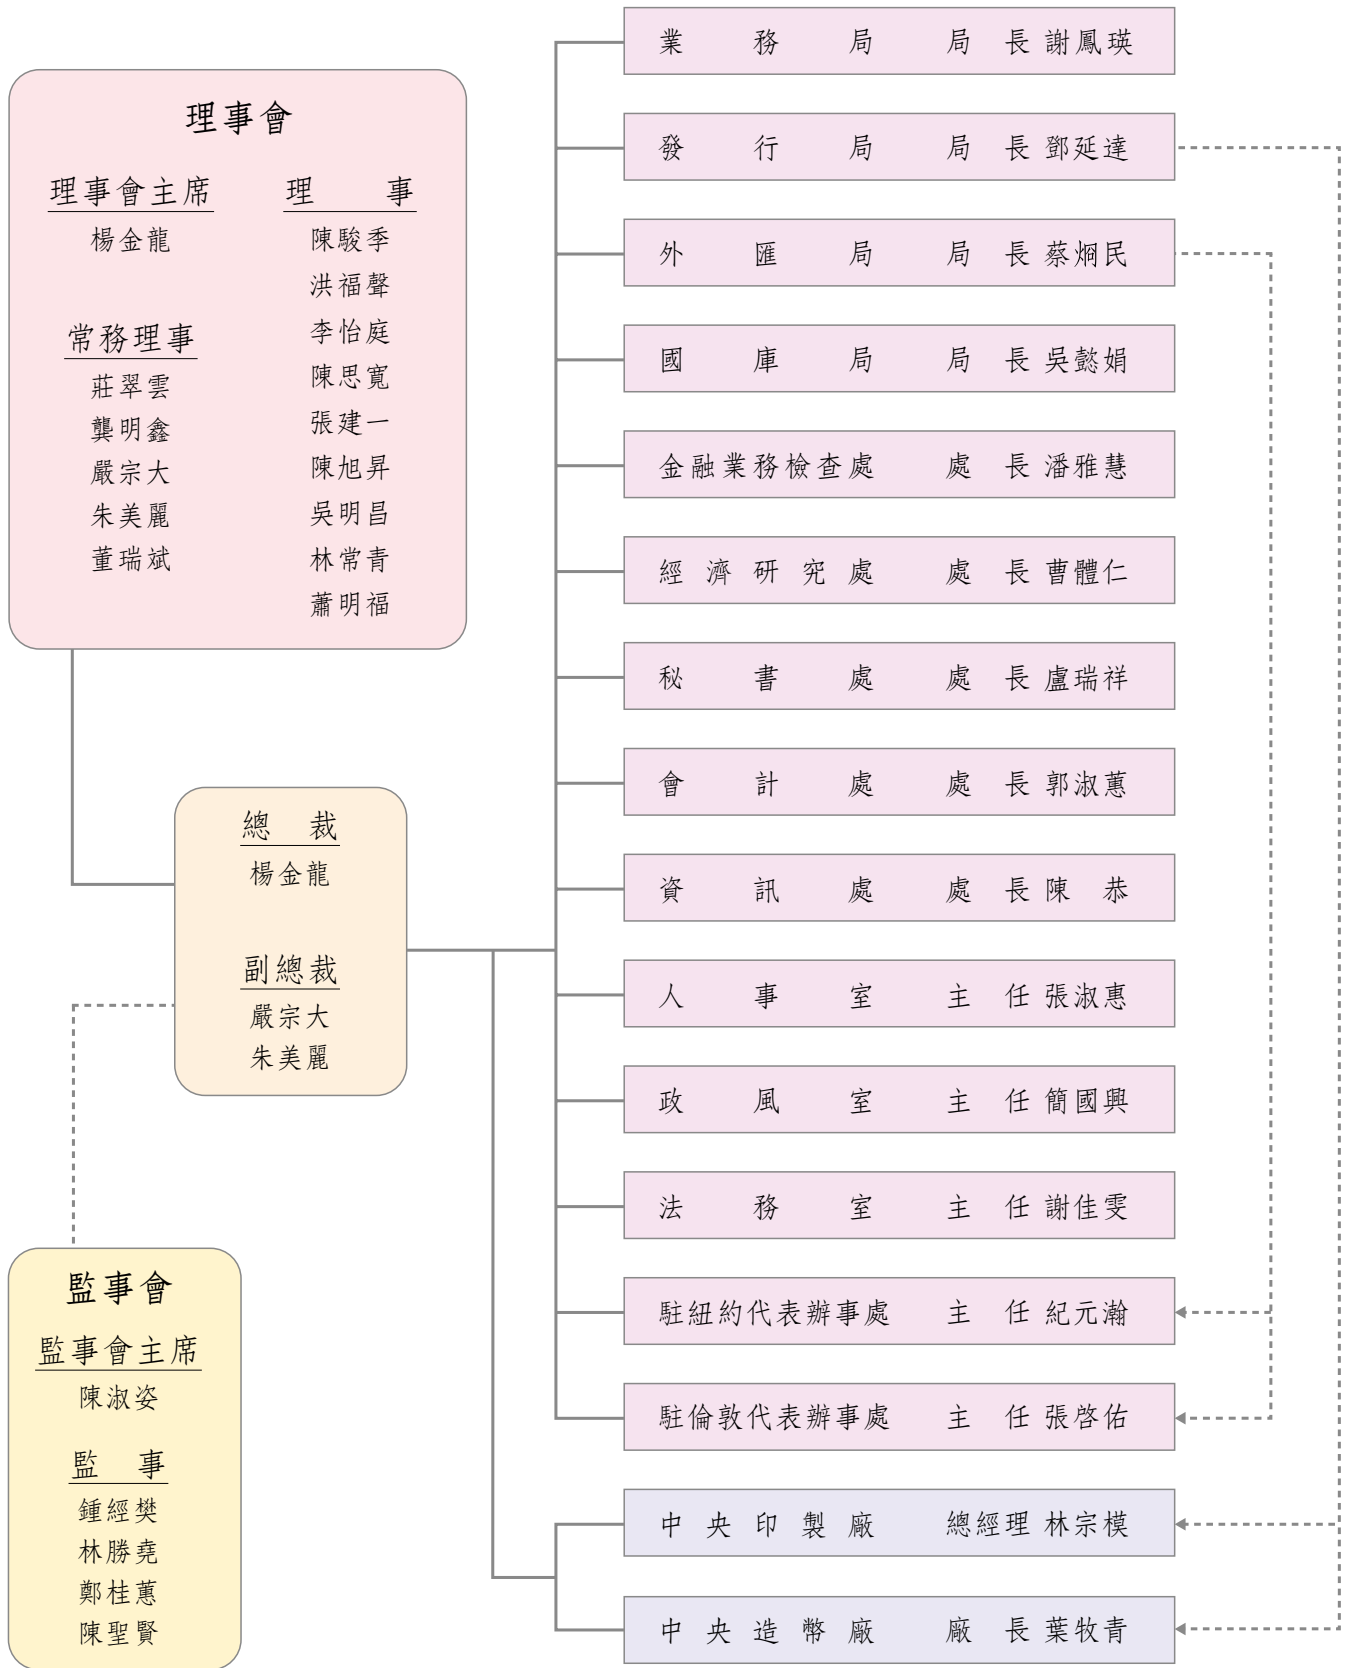 理事會
理事會主席
楊金龍
常務理事
莊翠雲
龔明鑫
嚴宗大
朱美麗
董瑞斌
理 事
陳駿季
洪福聲
李怡庭
陳思寬
張建一
陳旭昇
吳明昌
林常青
蕭明福
總 裁
楊金龍
副總裁
嚴宗大
朱美麗
監事會
監事會主席
陳淑姿
監 事
鍾經樊
林勝堯
鄭桂蕙
陳聖賢
業務局 局長 謝鳳瑛
發行局 局長 鄧延達
外匯局 局長 蔡烱民
國庫局 局長 吳懿娟
金融業務檢查處 處長 潘雅慧
經濟研究處 處長 曹體仁
秘書處 處長 盧瑞祥
會計處 處長 郭淑蕙
資訊處 處長 陳 恭
人事室 主任 張淑惠
政風室 主任 簡國興
法務室 主任 謝佳雯
駐紐約代表辦事處 主任 紀元瀚
駐倫敦代表辦事處 主任 張啓佑
中央印製廠 總經理 林宗模
中央造幣廠 廠長 葉牧青